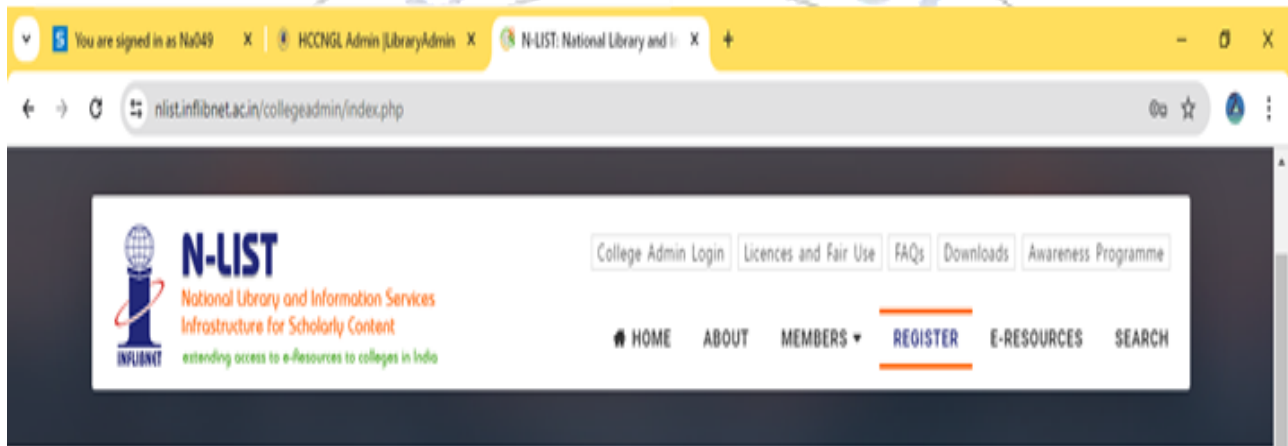 You are signed in as Na049
HCCNGL Admin |LibraryAdmin
N-LIST: National Library and I
nlist.inflibnet.ac.in/collegeadmin/index.php
N-LIST
National Library and Information Services
Infrastructure for Scholarly Content
extending access to e-Resources to colleges in India
INFLIBNET
College Admin Login Licences and Fair Use FAQs Downloads Awareness Programme
HOME ABOUT MEMBERS REGISTER E-RESOURCES SEARCH